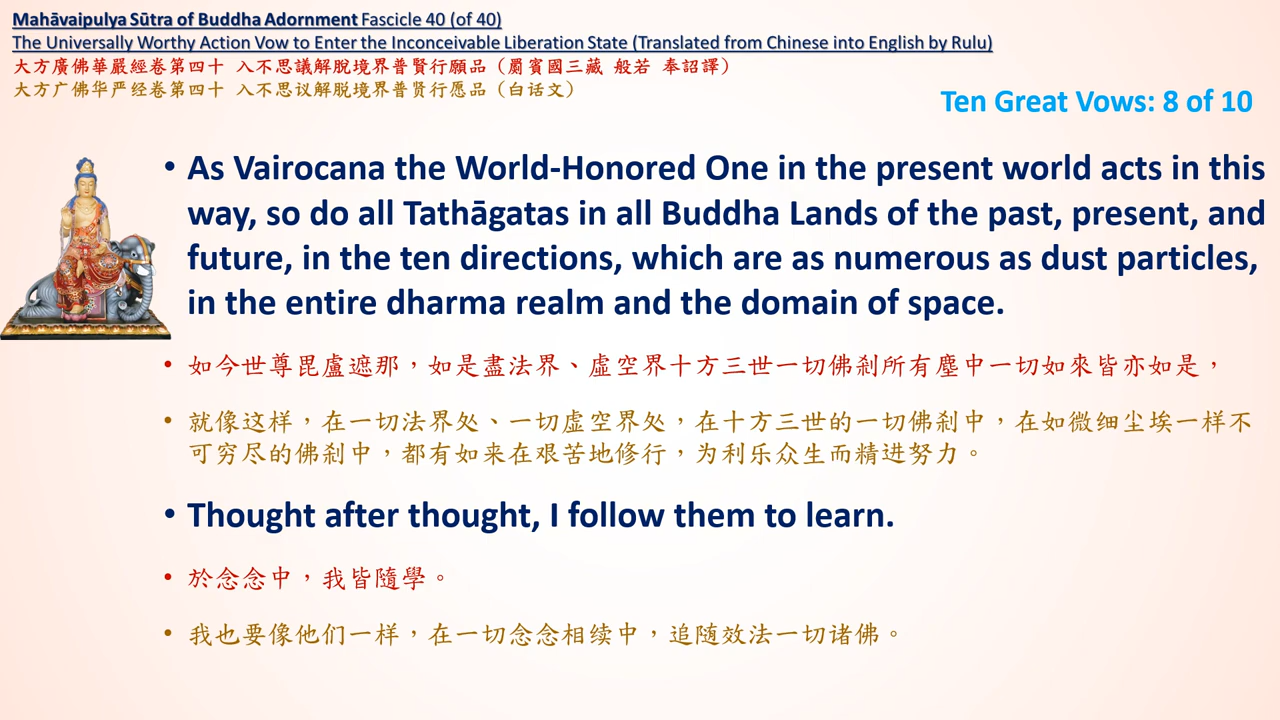 Mahāvaipulya Sūtra of Buddha Adornment Fascicle 40 (of 40)
The Universally Worthy Action Vow to Enter the Inconceivable Liberation State (Translated from Chinese into English by Rulu)
大方廣佛華嚴經卷第四十 入不思議解脫境界普賢行願品（罽賓國三藏 般若 奉詔譯）
大方广佛华严经卷第四十 入不思议解脱境界普贤行愿品（白话文）
Ten Great Vows: 8 of 10
• As Vairocana the World-Honored One in the present world acts in this
way, so do all Tathāgatas in all Buddha Lands of the past, present, and
future, in the ten directions, which are as numerous as dust particles,
in the entire dharma realm and the domain of space.
• 如今世尊毘盧遮那，如是盡法界、虛空界十方三世一切佛剎所有塵中一切如來皆亦如是，
• 就像这样，在一切法界处、一切虚空界处，在十方三世的一切佛刹中，在如微细尘埃一样不
可穷尽的佛刹中，都有如来在艰苦地修行，为利乐众生而精进努力。
• Thought after thought, I follow them to learn.
• 於念念中，我皆隨學。
• 我也要像他们一样，在一切念念相续中，追随效法一切诸佛。